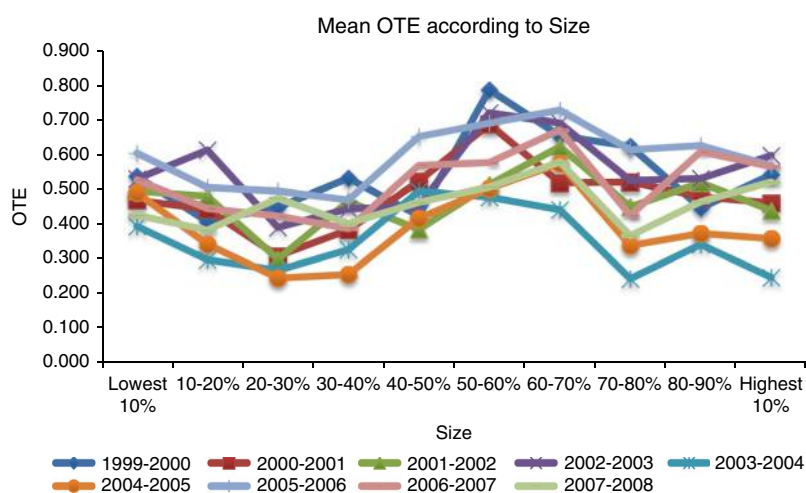 Mean OTE according to Size
OTE
0.900
0.800
0.700
0.600
0.500
0.400
0.300
0.200
0.100
0.000
Lowest 10-20% 20-30% 30-40% 40-50% 50-60% 60-70% 70-80% 80-90% Highest
10% 10%
Size
1999-2000 2000-2001 2001-2002 2002-2003 2003-2004
2004-2005 2005-2006 2006-2007 2007-2008